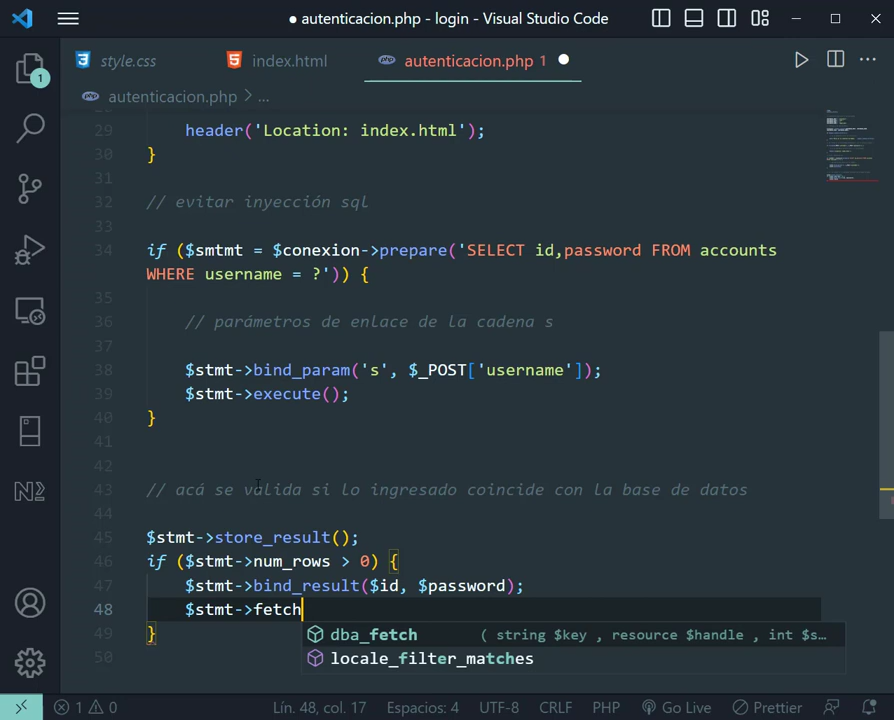 autenticacion.php - login - Visual Studio Code
style.css index.html autenticacion.php 1
autenticacion.php > ...
29 header('Location: index.html');
30 }
31
32 // evitar inyección sql
33
34 if ($smtmt = $conexion->prepare('SELECT id,password FROM accounts
WHERE username = ?')) {
35
36 // parámetros de enlace de la cadena s
37
38 $stmt->bind_param('s', $_POST['username']);
39 $stmt->execute();
40 }
41
42
43 // acá se válida si lo ingresado coincide con la base de datos
44
45 $stmt->store_result();
46 if ($stmt->num_rows > 0) {
47 $stmt->bind_result($id, $password);
48 $stmt->fetch
dba_fetch ( string $key , resource $handle , int $s…
49 }
locale_filter_matches
50
1
1 0 Lín. 48, col. 17 Espacios: 4 UTF-8 CRLF PHP Go Live Prettier